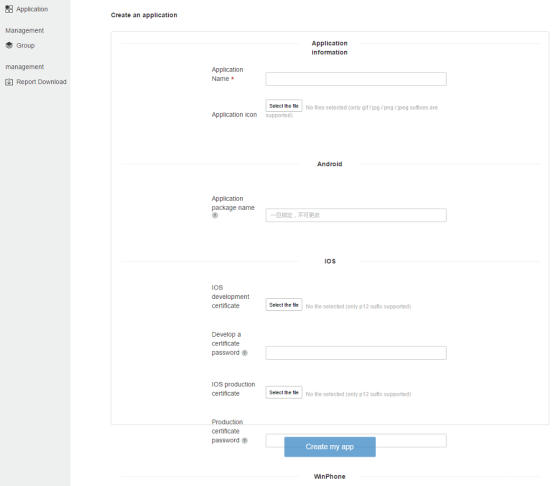 Application
Management
Group
management
Report Download
Create an application
Application
information
Application
Name *
Application icon
Select the file
No files selected (only gif / jpg / png / jpeg suffixes are
supported).
Android
Application
package name
?
一旦绑定，不可更改
IOS
IOS
development
certificate
Select the file
No file selected (only p12 suffix supported)
Develop a
certificate
password ?
IOS production
certificate
Select the file
No file selected (only p12 suffix supported)
Production
certificate
password ?
Create my app
WinPhone